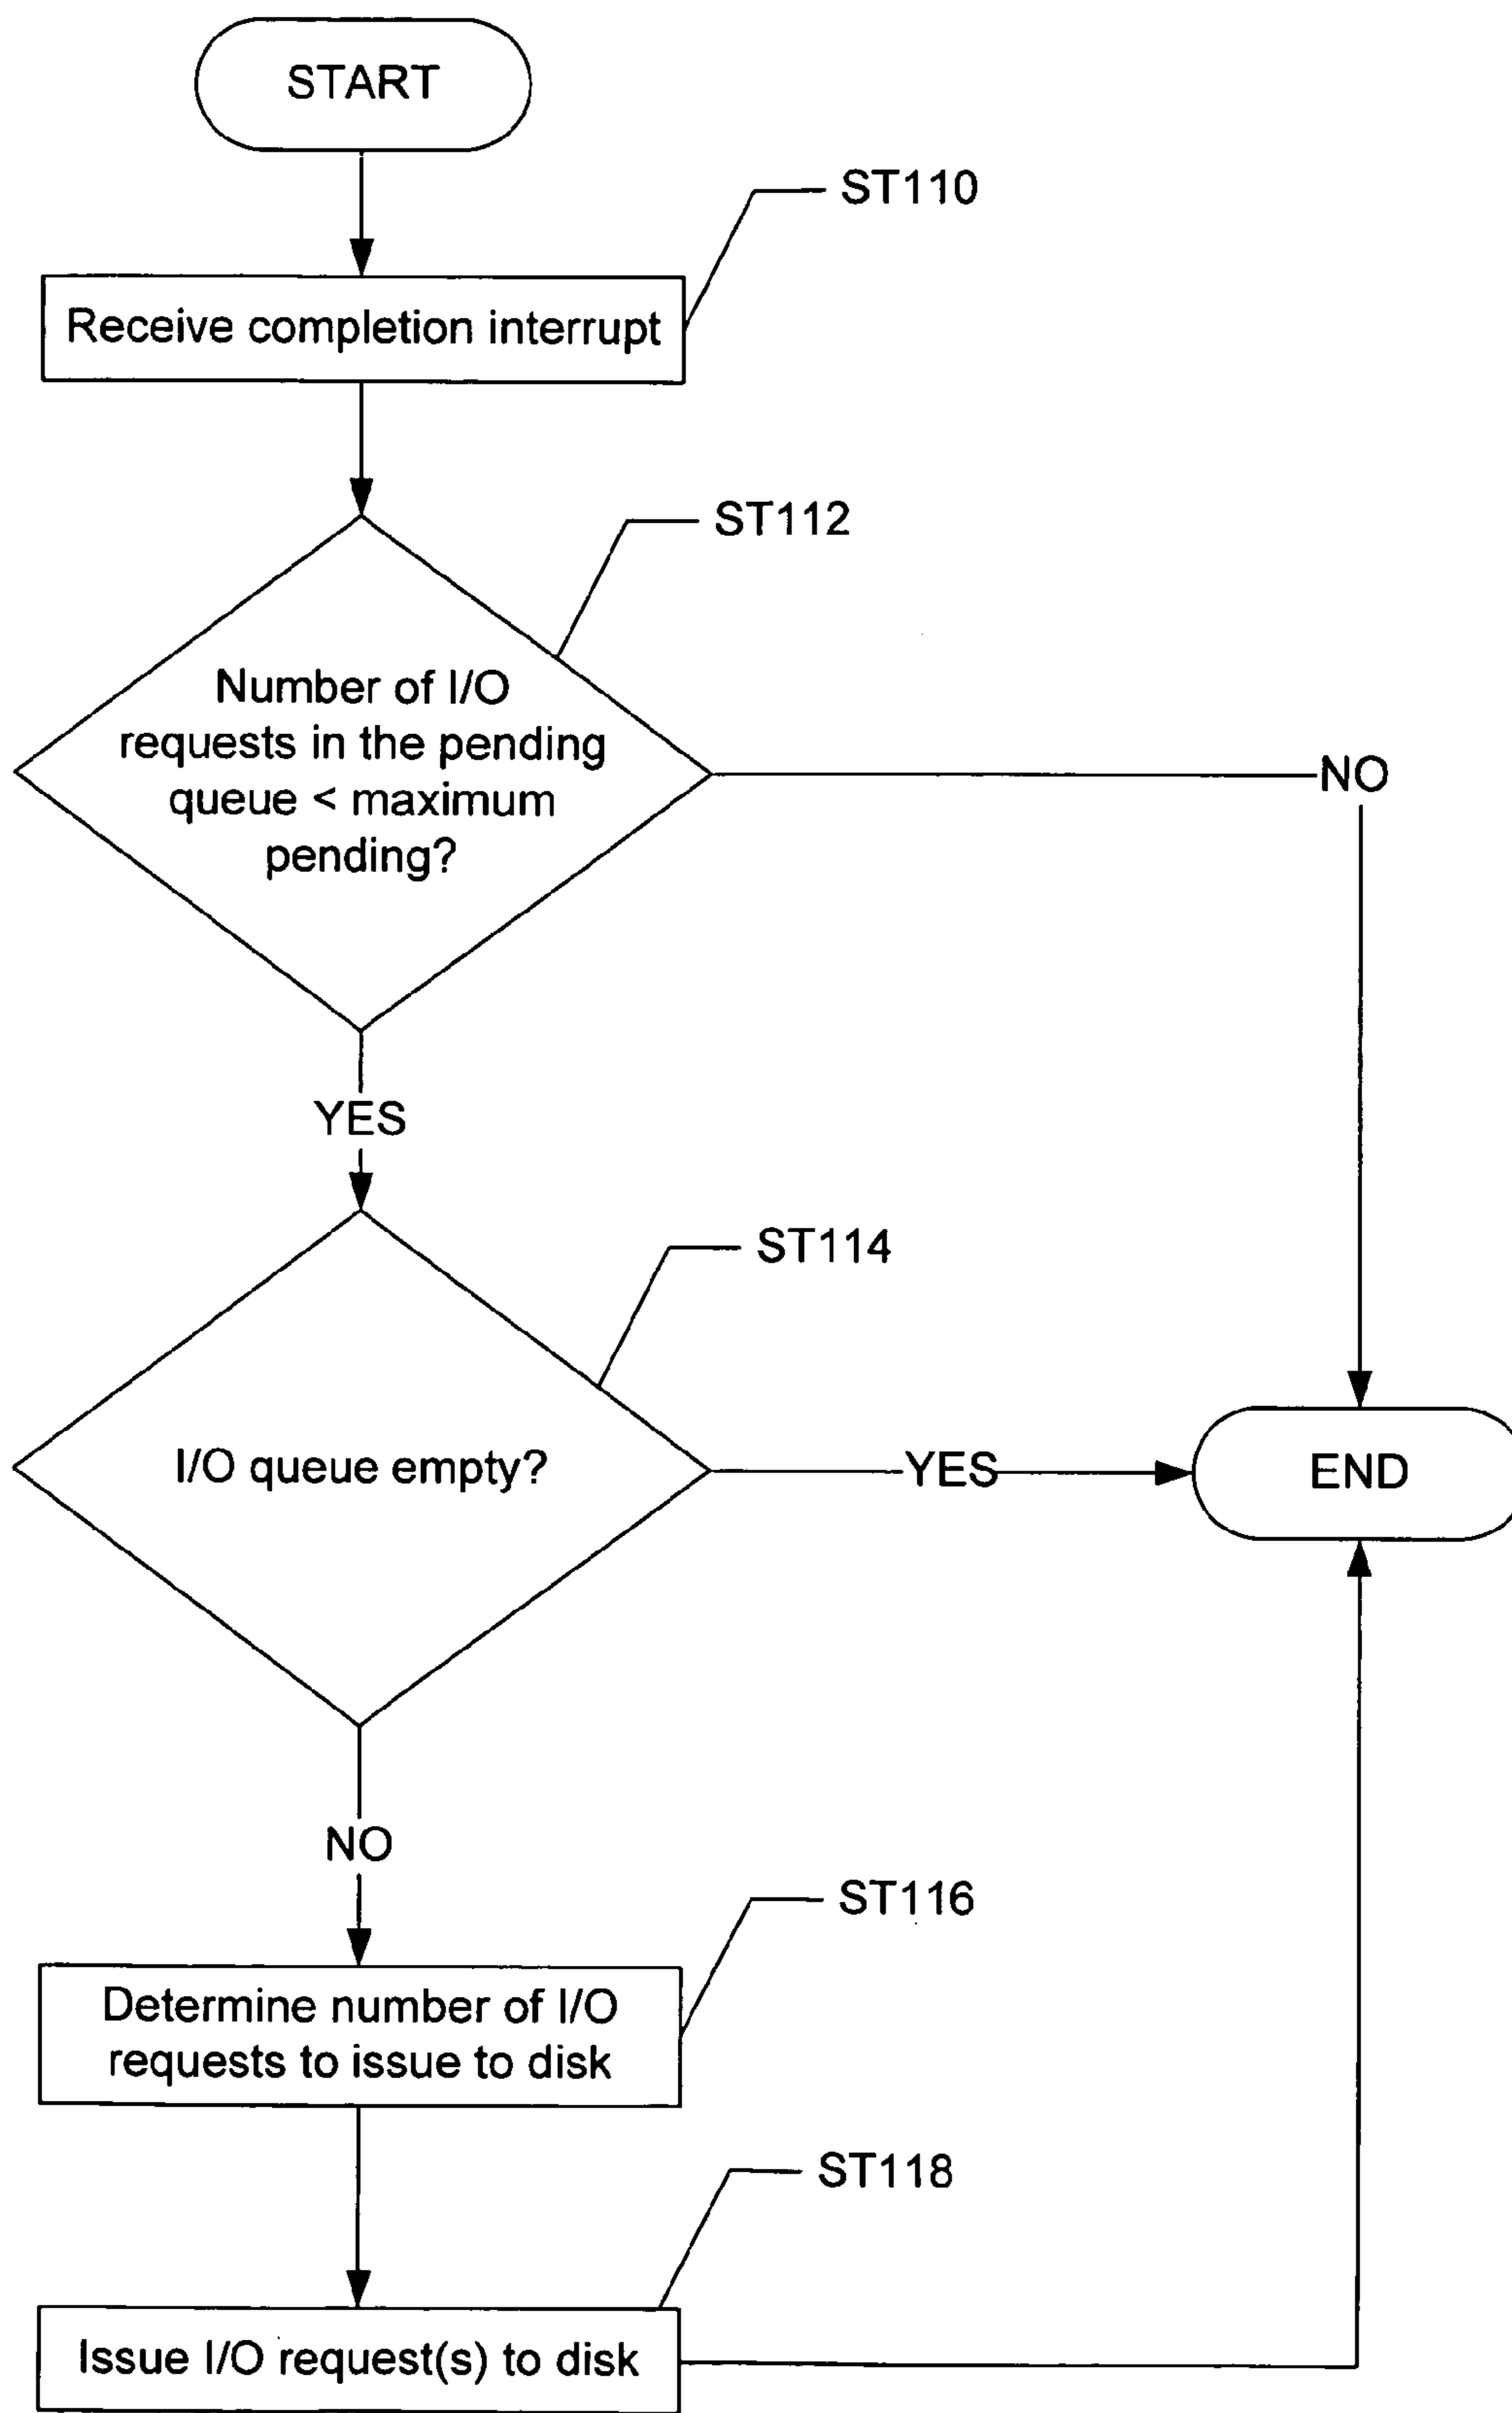 START
ST110
Receive completion interrupt
ST112
Number of I/O
requests in the pending
queue < maximum
pending?
NO
YES
ST114
I/O queue empty?
YES
END
NO
ST116
Determine number of I/O
requests to issue to disk
ST118
Issue I/O request(s) to disk